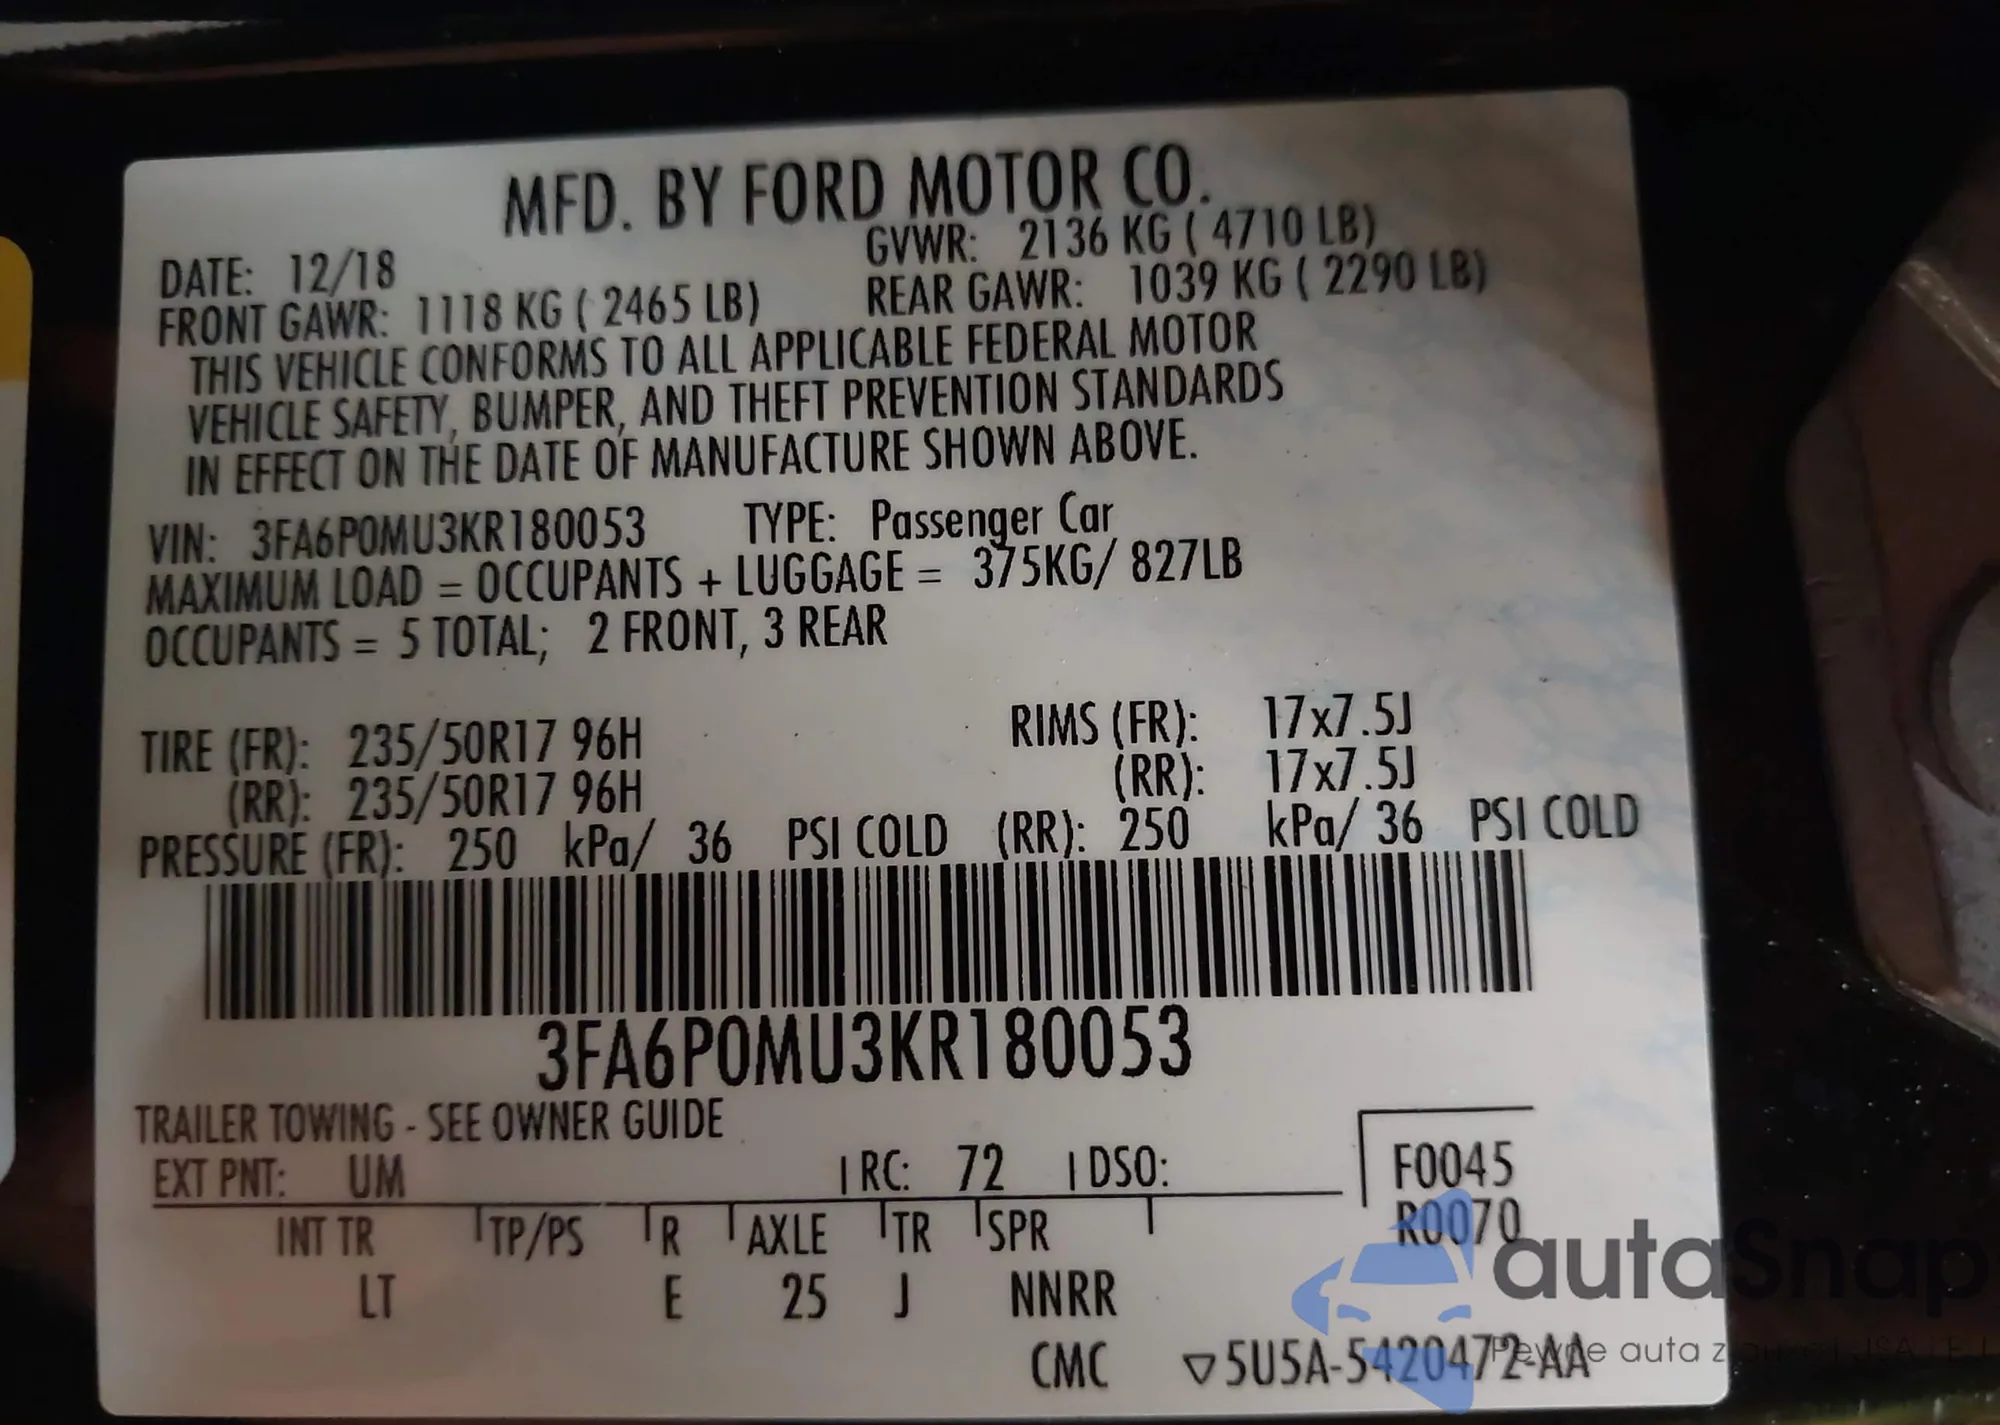 MFD. BY FORD MOTOR CO.
DATE: 12/18 GVWR: 2136 KG ( 4710 LB)
FRONT GAWR: 1118 KG ( 2465 LB) REAR GAWR: 1039 KG ( 2290 LB)
THIS VEHICLE CONFORMS TO ALL APPLICABLE FEDERAL MOTOR
VEHICLE SAFETY, BUMPER, AND THEFT PREVENTION STANDARDS
IN EFFECT ON THE DATE OF MANUFACTURE SHOWN ABOVE.
VIN: 3FA6P0MU3KR180053 TYPE: Passenger Car
MAXIMUM LOAD = OCCUPANTS + LUGGAGE = 375KG/ 827LB
OCCUPANTS = 5 TOTAL; 2 FRONT, 3 REAR
TIRE (FR): 235/50R17 96H RIMS (FR): 17x7.5J
(RR): 235/50R17 96H (RR): 17x7.5J
PRESSURE (FR): 250 kPa/ 36 PSI COLD (RR): 250 kPa/ 36 PSI COLD
3FA6P0MU3KR180053
TRAILER TOWING - SEE OWNER GUIDE
EXT PNT: UM RC: 72 DSO: F0045
R0070
INT TR TP/PS R AXLE TR SPR
LT E 25 J NNRR
CMC 5U5A-5420472-AA
autaSnap
Pewne auta z